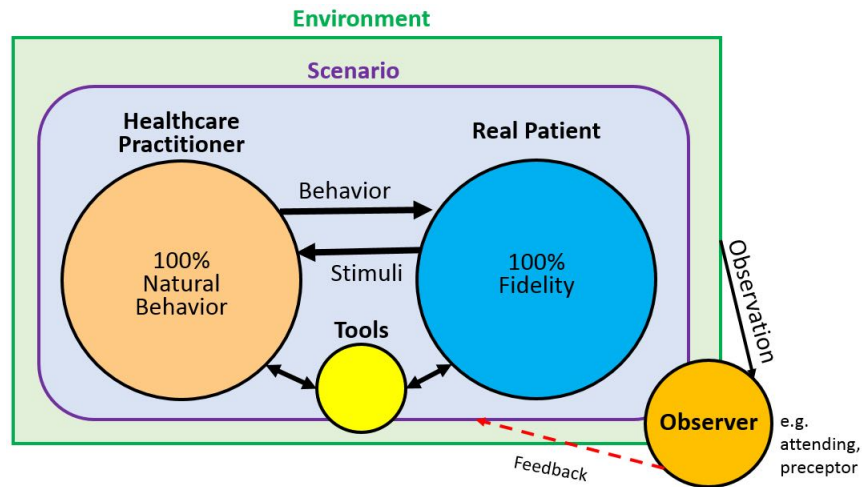 Environment
Scenario
Healthcare
Practitioner
Real Patient
Behavior
Stimuli
100%
Natural
Behavior
100%
Fidelity
Tools
Observation
Observer
e.g.
attending,
preceptor
Feedback